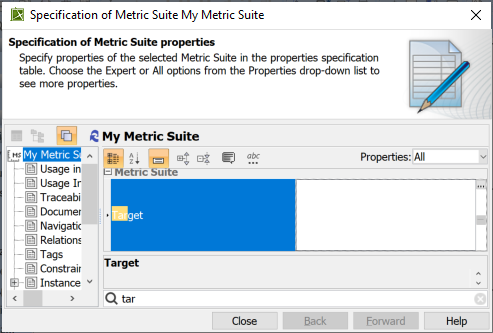 Specification of Metric Suite My Metric Suite
Specification of Metric Suite properties
Specify properties of the selected Metric Suite in the properties specification
table. Choose the Expert or All options from the Properties drop-down list to
see more properties.
My Metric Suite
My Metric Su
Usage in
Usage In
Traceabi
Docume
Navigatio
Relations
Tags
Constrain
Instance
Properties: All
Metric Suite
Target
Target
tar
Close Back Forward Help